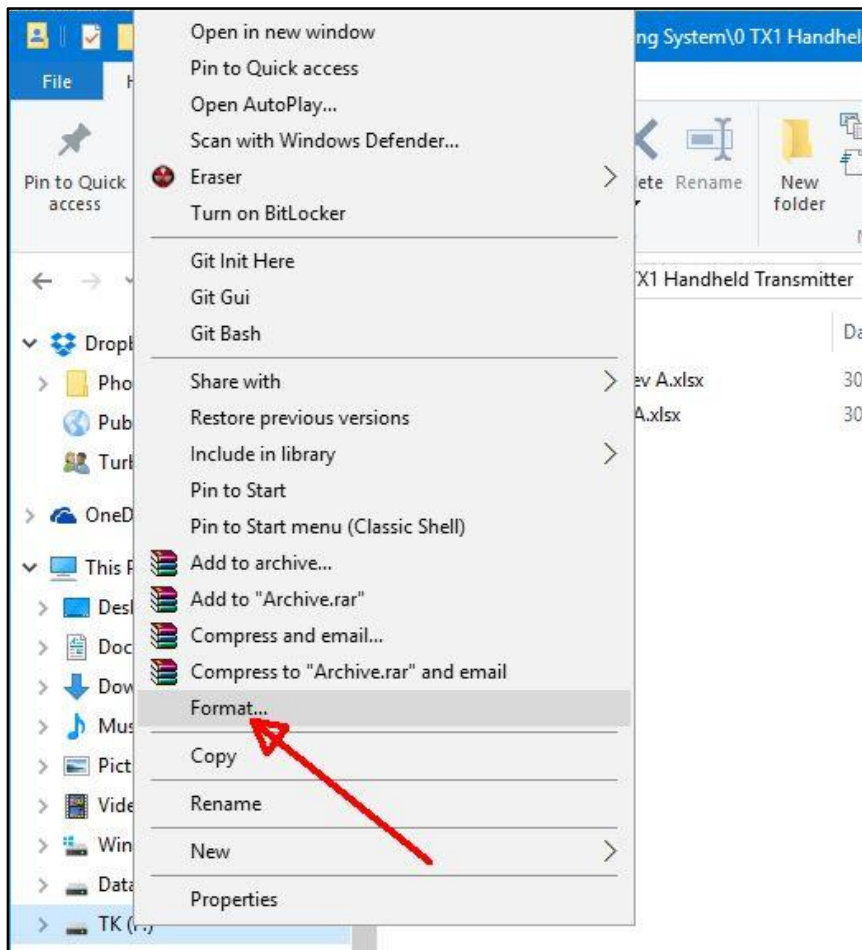 ng System\0 TX1 Handhel
File
Pin to Quick access
Rename
New folder
X1 Handheld Transmitter
ev A.xlsx
30
A.xlsx
30
Open in new window
Pin to Quick access
Open AutoPlay...
Scan with Windows Defender...
Eraser
Turn on BitLocker
Git Init Here
Git Gui
Git Bash
Share with
Restore previous versions
Include in library
Pin to Start
Pin to Start menu (Classic Shell)
Add to archive...
Add to "Archive.rar"
Compress and email...
Compress to "Archive.rar" and email
Format...
Copy
Rename
New
Properties
Dropb
Pho
Pub
Turb
OneD
This P
Desk
Doc
Dow
Mus
Pict
Vide
Win
Data
TK (